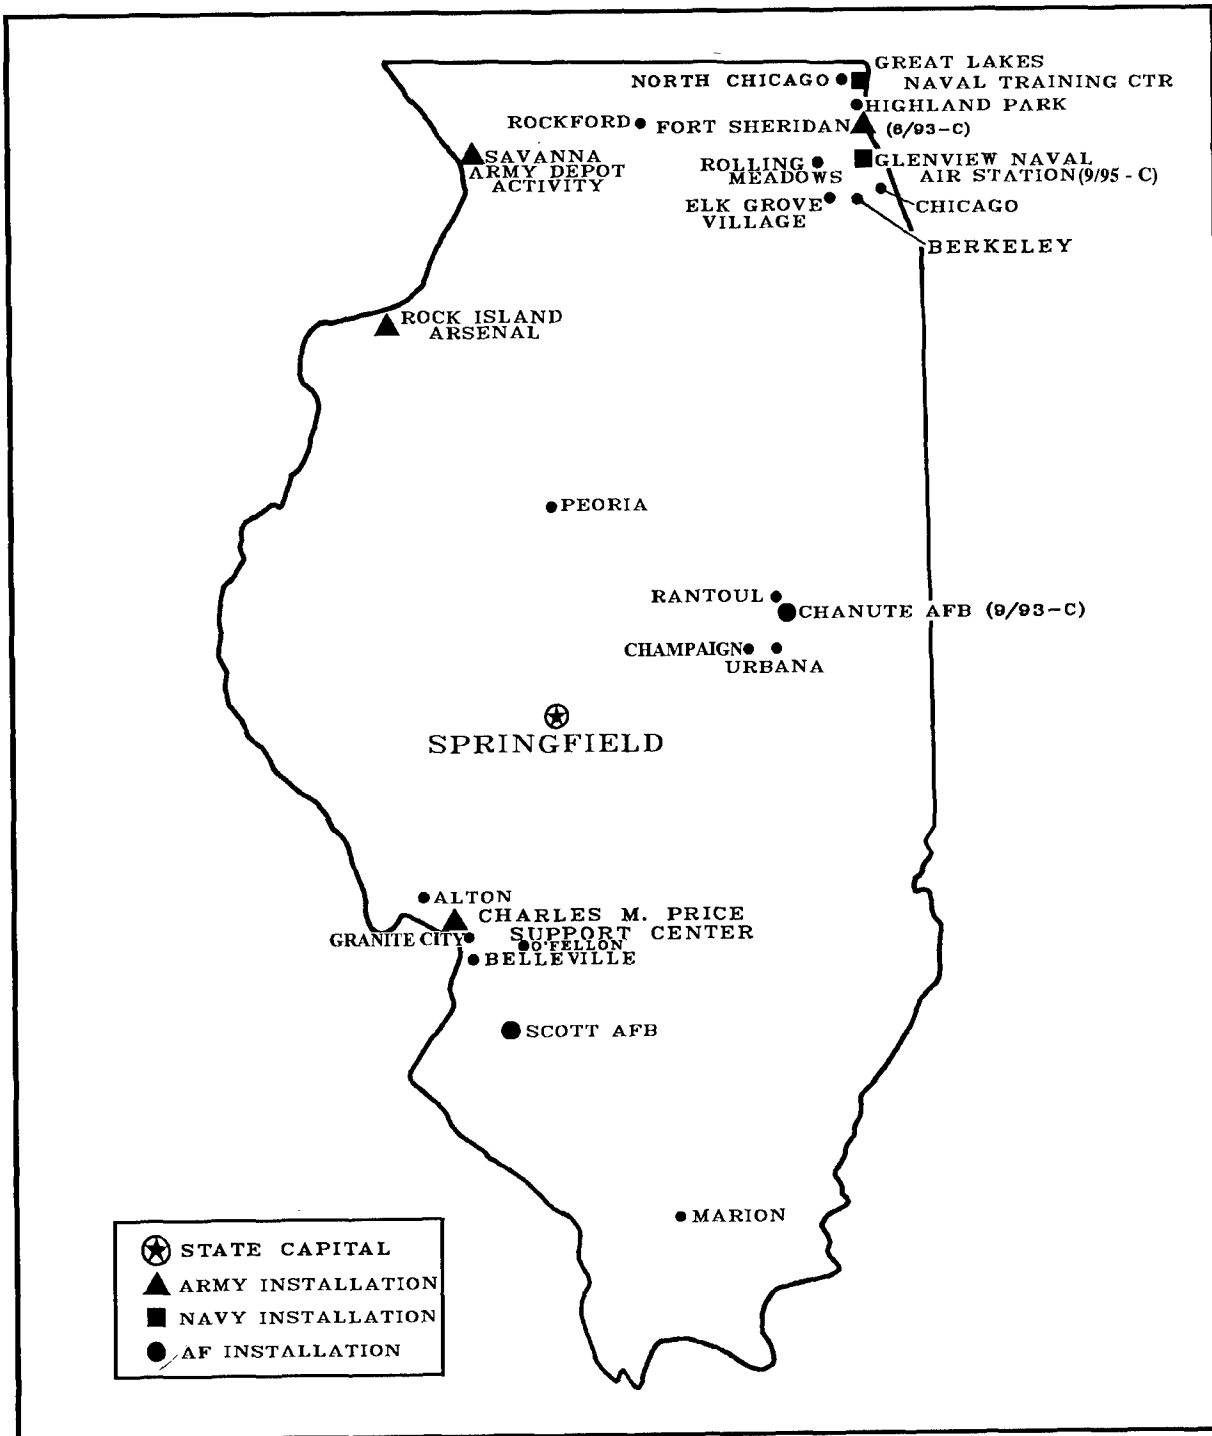 GREAT LAKES
NORTH CHICAGO NAVAL TRAINING CTR
HIGHLAND PARK
ROCKFORD FORT SHERIDAN (6/93-C)
SAVANNA
ARMY DEPOT
ACTIVITY
ROLLING
MEADOWS
GLENVIEW NAVAL
AIR STATION(9/95 - C)
ELK GROVE
VILLAGE
CHICAGO
BERKELEY
ROCK ISLAND
ARSENAL
PEORIA
RANTOUL
CHANUTE AFB (9/93-C)
CHAMPAIGN
URBANA
SPRINGFIELD
ALTON
CHARLES M. PRICE
SUPPORT CENTER
GRANITE CITY
O'FELLON
BELLEVILLE
SCOTT AFB
MARION
STATE CAPITAL
ARMY INSTALLATION
NAVY INSTALLATION
AF INSTALLATION